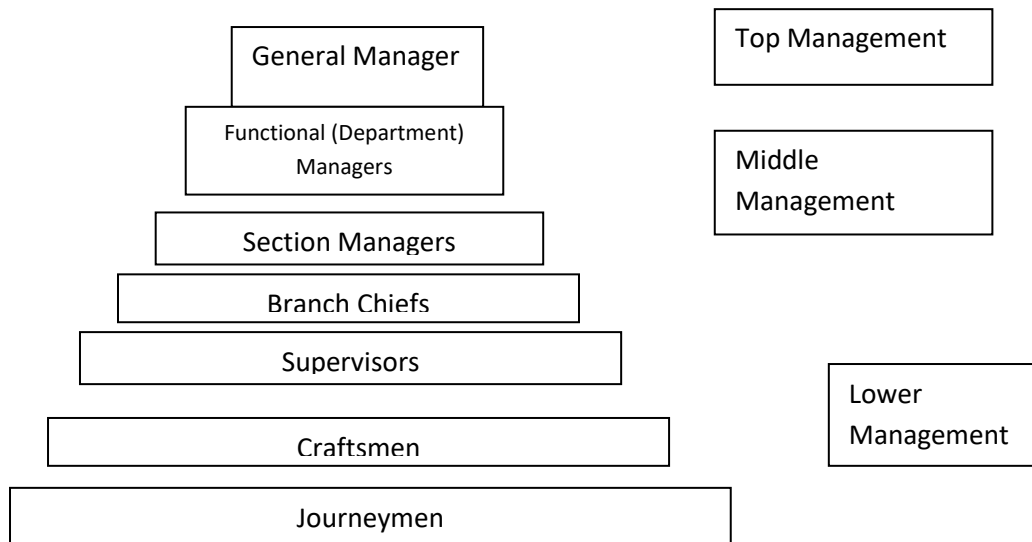 General Manager
Top Management
Functional (Department)
Managers
Middle
Management
Section Managers
Branch Chiefs
Supervisors
Lower
Management
Craftsmen
Journeymen